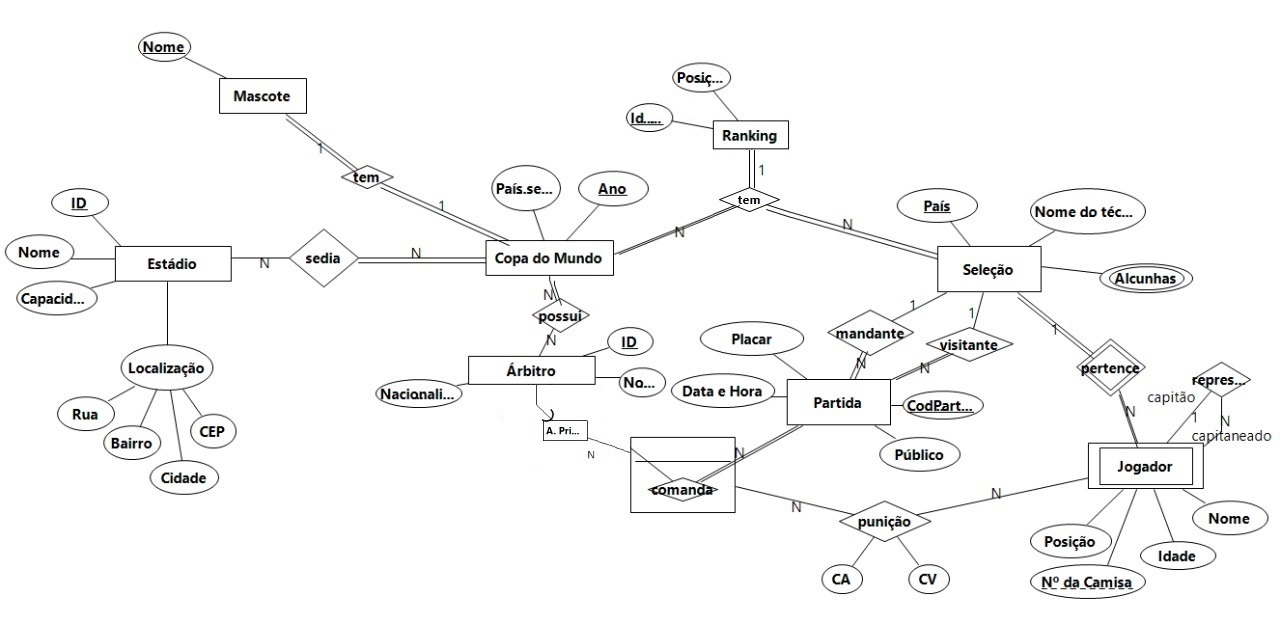 Nome
Mascote
1
tem
1
Posiç...
Id.....
Ranking
1
tem
N
N
ID
Nome
Capacid...
Estádio
N
sedia
N
País.se...
Ano
Copa do Mundo
País
Nome do téc...
Alcunhas
Seleção
Localização
Rua
Bairro
Cidade
CEP
N
possui
N
Árbitro
ID
No...
Nacionali...
A. Pri...
N
comanda
N
1
mandante
N
1
visitante
N
Placar
Data e Hora
Partida
CodPart...
Público
1
pertence
N
repres...
capitão
1
N
capitaneado
Jogador
N
punição
N
CA
CV
Posição
Nº da Camisa
Idade
Nome